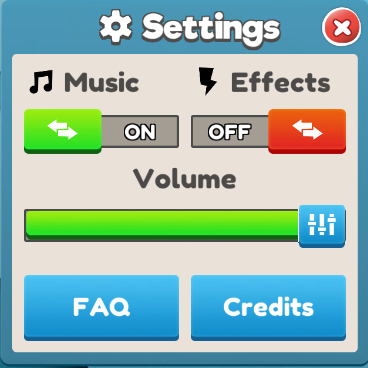 Settings
Music Effects
ON OFF
Volume
FAQ Credits